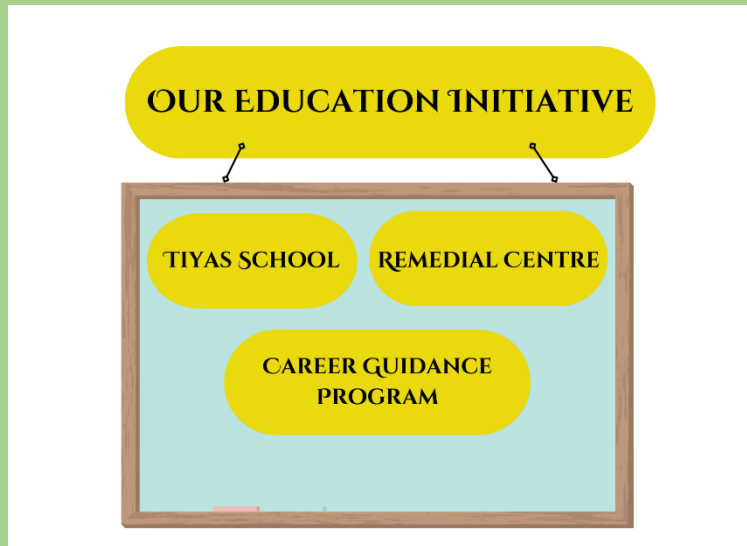 Our Education Initiative
Tiyas School
Remedial Centre
Career Guidance
Program